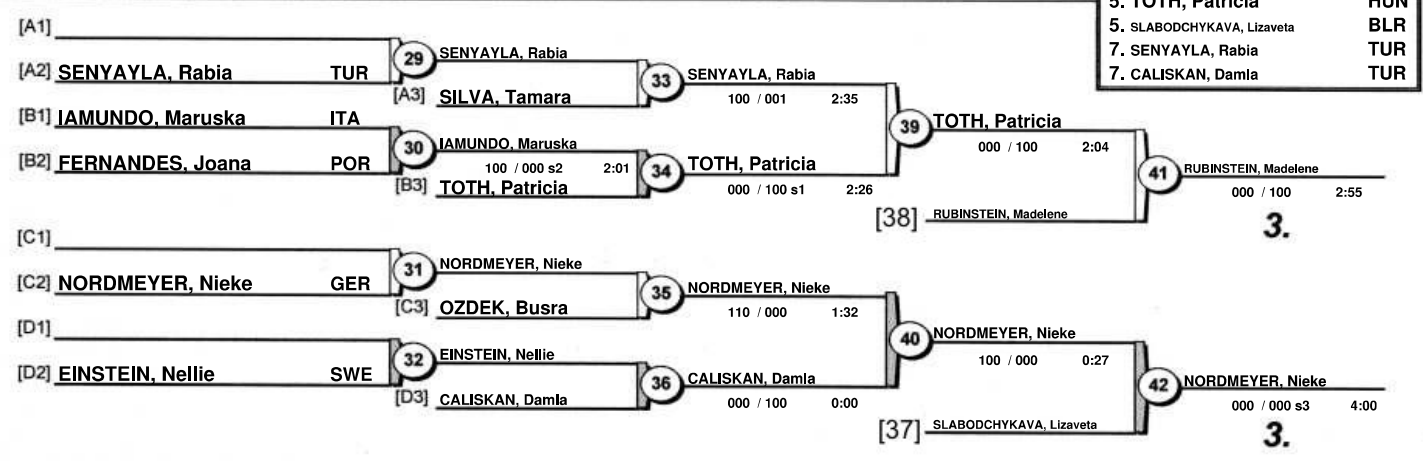 5. TOTH, Patricia HUN
5. SLABODCHYKAVA, Lizaveta BLR
7. SENYAYLA, Rabia TUR
7. CALISKAN, Damla TUR
[A1]
[A2] SENYAYLA, Rabia TUR
29
SENYAYLA, Rabia
[A3] SILVA, Tamara
33
SENYAYLA, Rabia
100 / 001 2:35
[B1] IAMUNDO, Maruska ITA
[B2] FERNANDES, Joana POR
30
IAMUNDO, Maruska
100 / 000 s2 2:01
[B3] TOTH, Patricia
34
TOTH, Patricia
000 / 100 s1 2:26
39
TOTH, Patricia
000 / 100 2:04
[38] RUBINSTEIN, Madelene
41
RUBINSTEIN, Madelene
000 / 100 2:55
3.
[C1]
[C2] NORDMEYER, Nieke GER
31
NORDMEYER, Nieke
[C3] OZDEK, Busra
35
NORDMEYER, Nieke
110 / 000 1:32
[D1]
[D2] EINSTEIN, Nellie SWE
32
EINSTEIN, Nellie
[D3] CALISKAN, Damla
36
CALISKAN, Damla
000 / 100 0:00
40
NORDMEYER, Nieke
100 / 000 0:27
[37] SLABODCHYKAVA, Lizaveta
42
NORDMEYER, Nieke
000 / 000 s3 4:00
3.